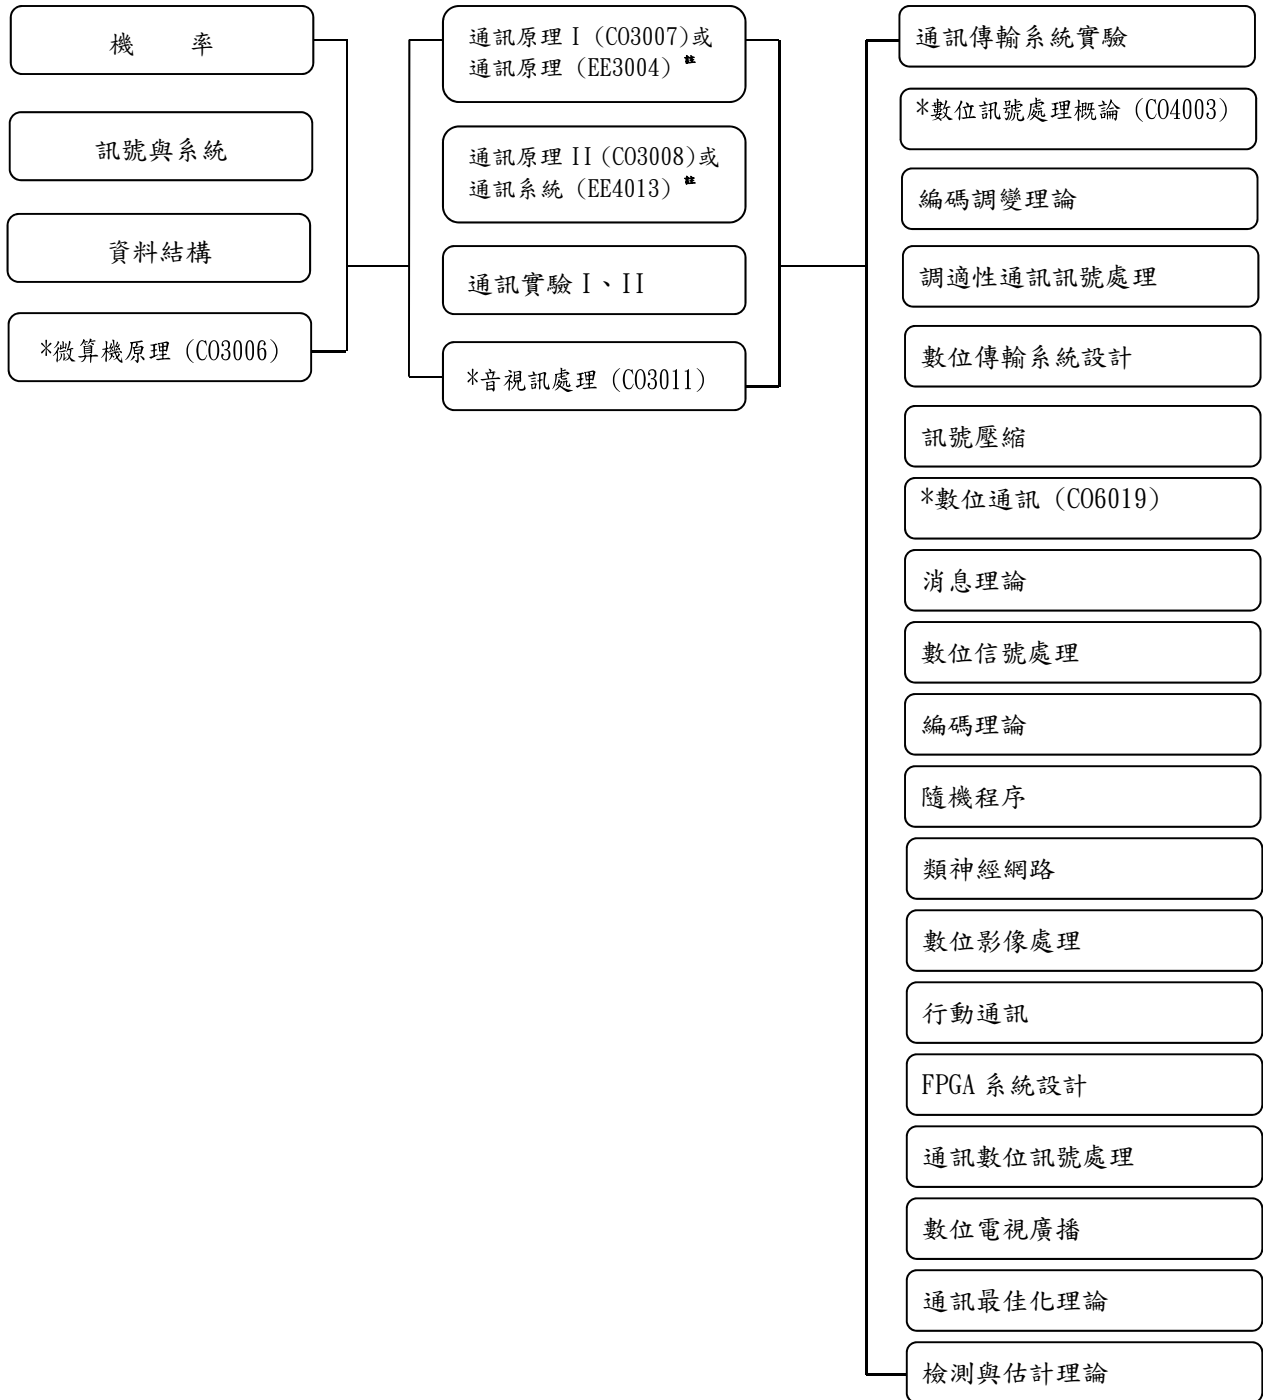 機 率
訊號與系統
資料結構
*微算機原理 (CO3006)
通訊原理 I (CO3007)或
通訊原理 (EE3004) 註
通訊原理 II (CO3008)或
通訊系統 (EE4013) 註
通訊實驗 I、II
*音視訊處理 (CO3011)
通訊傳輸系統實驗
*數位訊號處理概論 (CO4003)
編碼調變理論
調適性通訊訊號處理
數位傳輸系統設計
訊號壓縮
*數位通訊 (CO6019)
消息理論
數位信號處理
編碼理論
隨機程序
類神經網路
數位影像處理
行動通訊
FPGA 系統設計
通訊數位訊號處理
數位電視廣播
通訊最佳化理論
檢測與估計理論